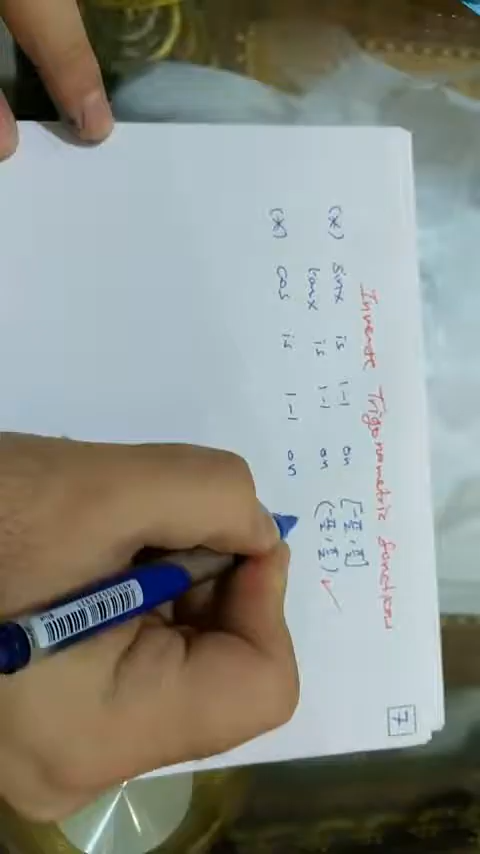 Inverse Trigonometric function
7
(*) sinx is 1-1 on [-π/2, π/2]
tanx is 1-1 on (-π/2, π/2) ✓
(*) cos is 1-1 on